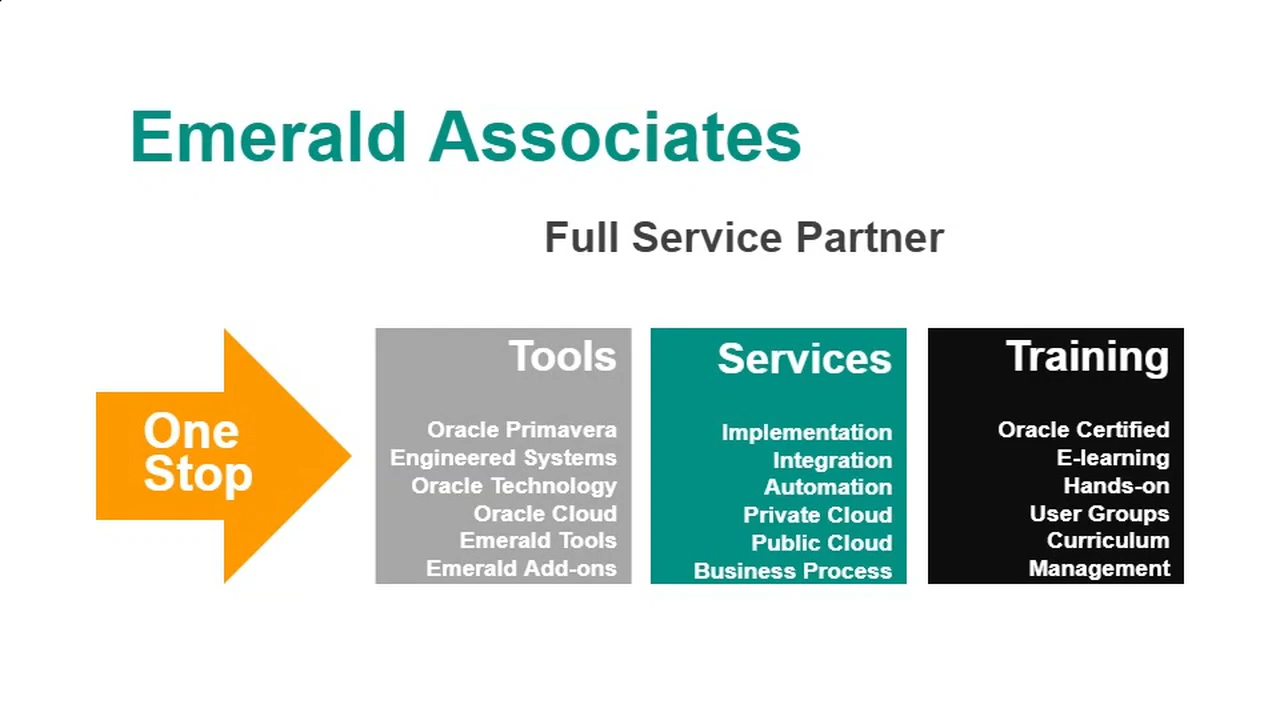 Emerald Associates
Full Service Partner
One
Stop
Tools
Oracle Primavera
Engineered Systems
Oracle Technology
Oracle Cloud
Emerald Tools
Emerald Add-ons
Services
Implementation
Integration
Automation
Private Cloud
Public Cloud
Business Process
Training
Oracle Certified
E-learning
Hands-on
User Groups
Curriculum
Management